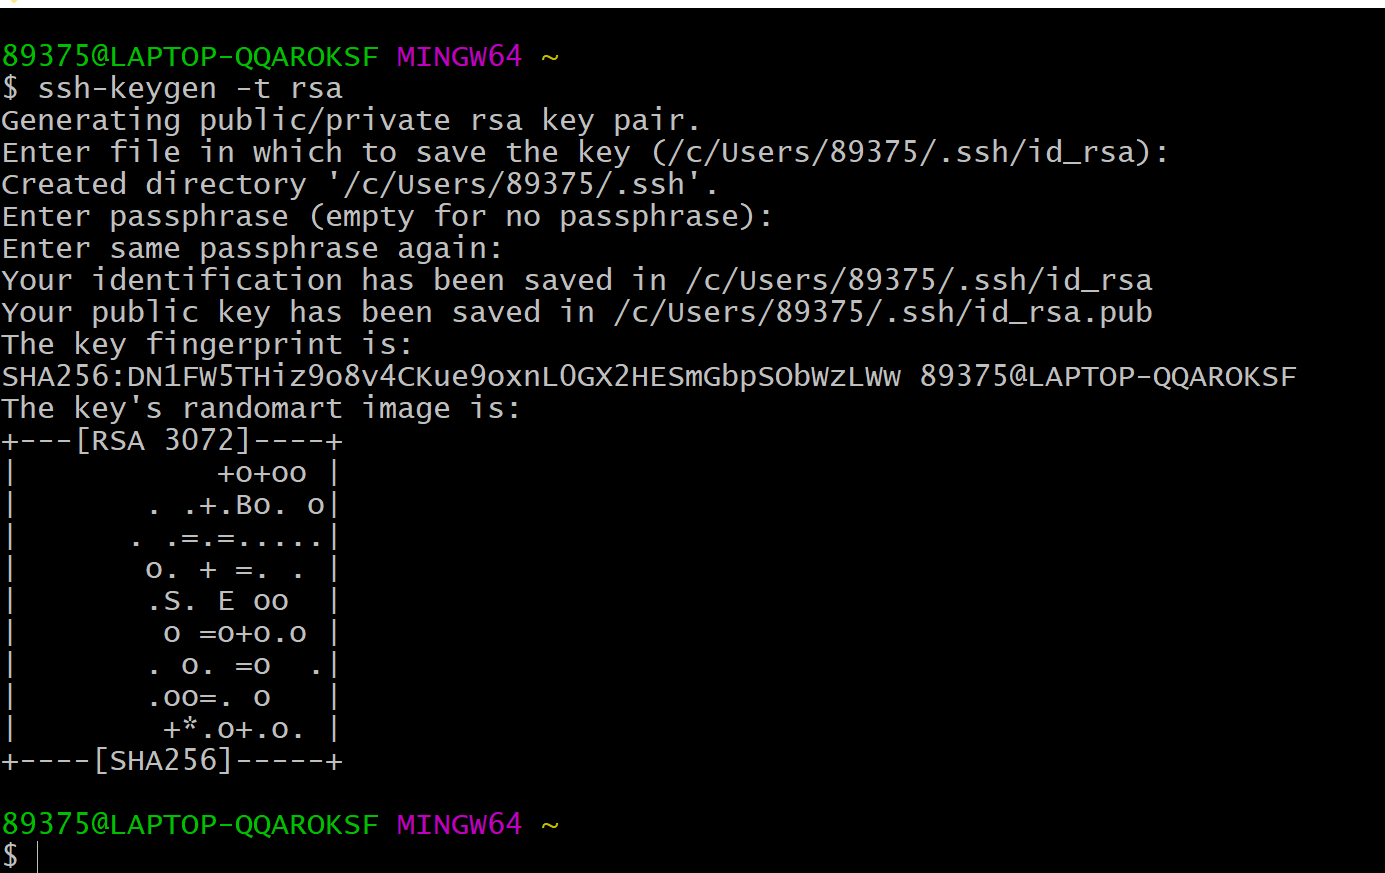 89375@LAPTOP-QQAROKSF MINGW64 ~
$ ssh-keygen -t rsa
Generating public/private rsa key pair.
Enter file in which to save the key (/c/Users/89375/.ssh/id_rsa):
Created directory '/c/Users/89375/.ssh'.
Enter passphrase (empty for no passphrase):
Enter same passphrase again:
Your identification has been saved in /c/Users/89375/.ssh/id_rsa
Your public key has been saved in /c/Users/89375/.ssh/id_rsa.pub
The key fingerprint is:
SHA256:DN1FW5THiz9o8v4CKue9oxnL0GX2HESmGbpSObWzLWw 89375@LAPTOP-QQAROKSF
The key's randomart image is:
+---[RSA 3072]----+
|           +o+oo |
|       . .+.Bo. o|
|      . .=.=.....|
|       o. + =. . |
|       .S. E oo  |
|        o =o+o.o |
|       . o. =o  .|
|       .oo=. o   |
|        +*.o+.o. |
+----[SHA256]-----+
89375@LAPTOP-QQAROKSF MINGW64 ~
$